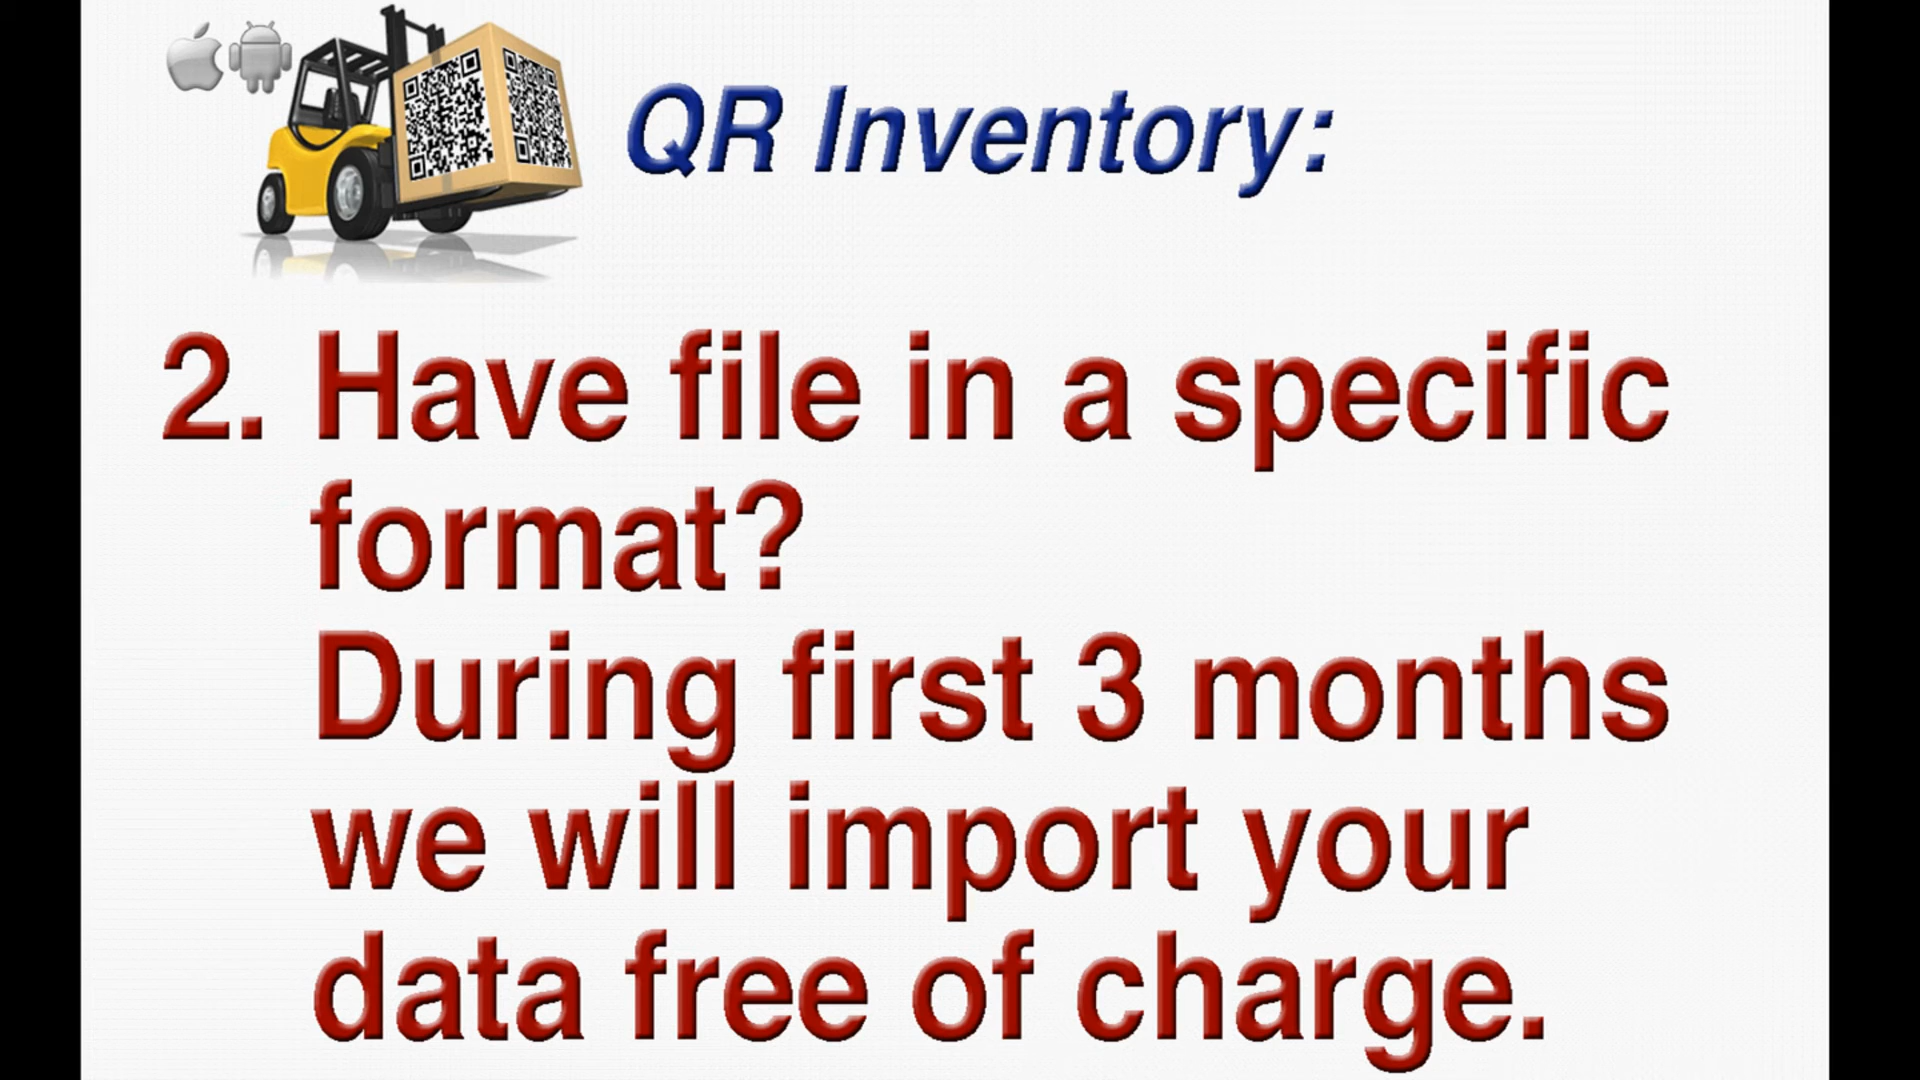 QR Inventory:
2. Have file in a specific
format?
During first 3 months
we will import your
data free of charge.